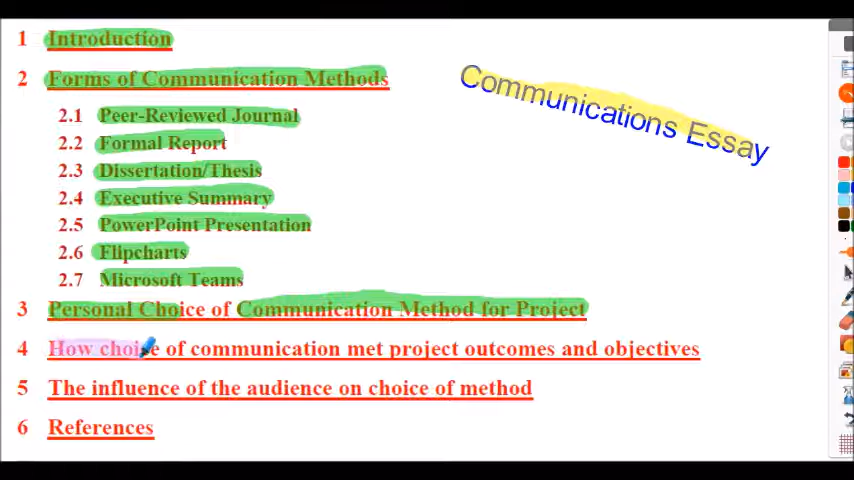 1 Introduction
2 Forms of Communication Methods
Communications Essay
2.1 Peer-Reviewed Journal
2.2 Formal Report
2.3 Dissertation/Thesis
2.4 Executive Summary
2.5 PowerPoint Presentation
2.6 Flipcharts
2.7 Microsoft Teams
3 Personal Choice of Communication Method for Project
4 How choice of communication met project outcomes and objectives
5 The influence of the audience on choice of method
6 References